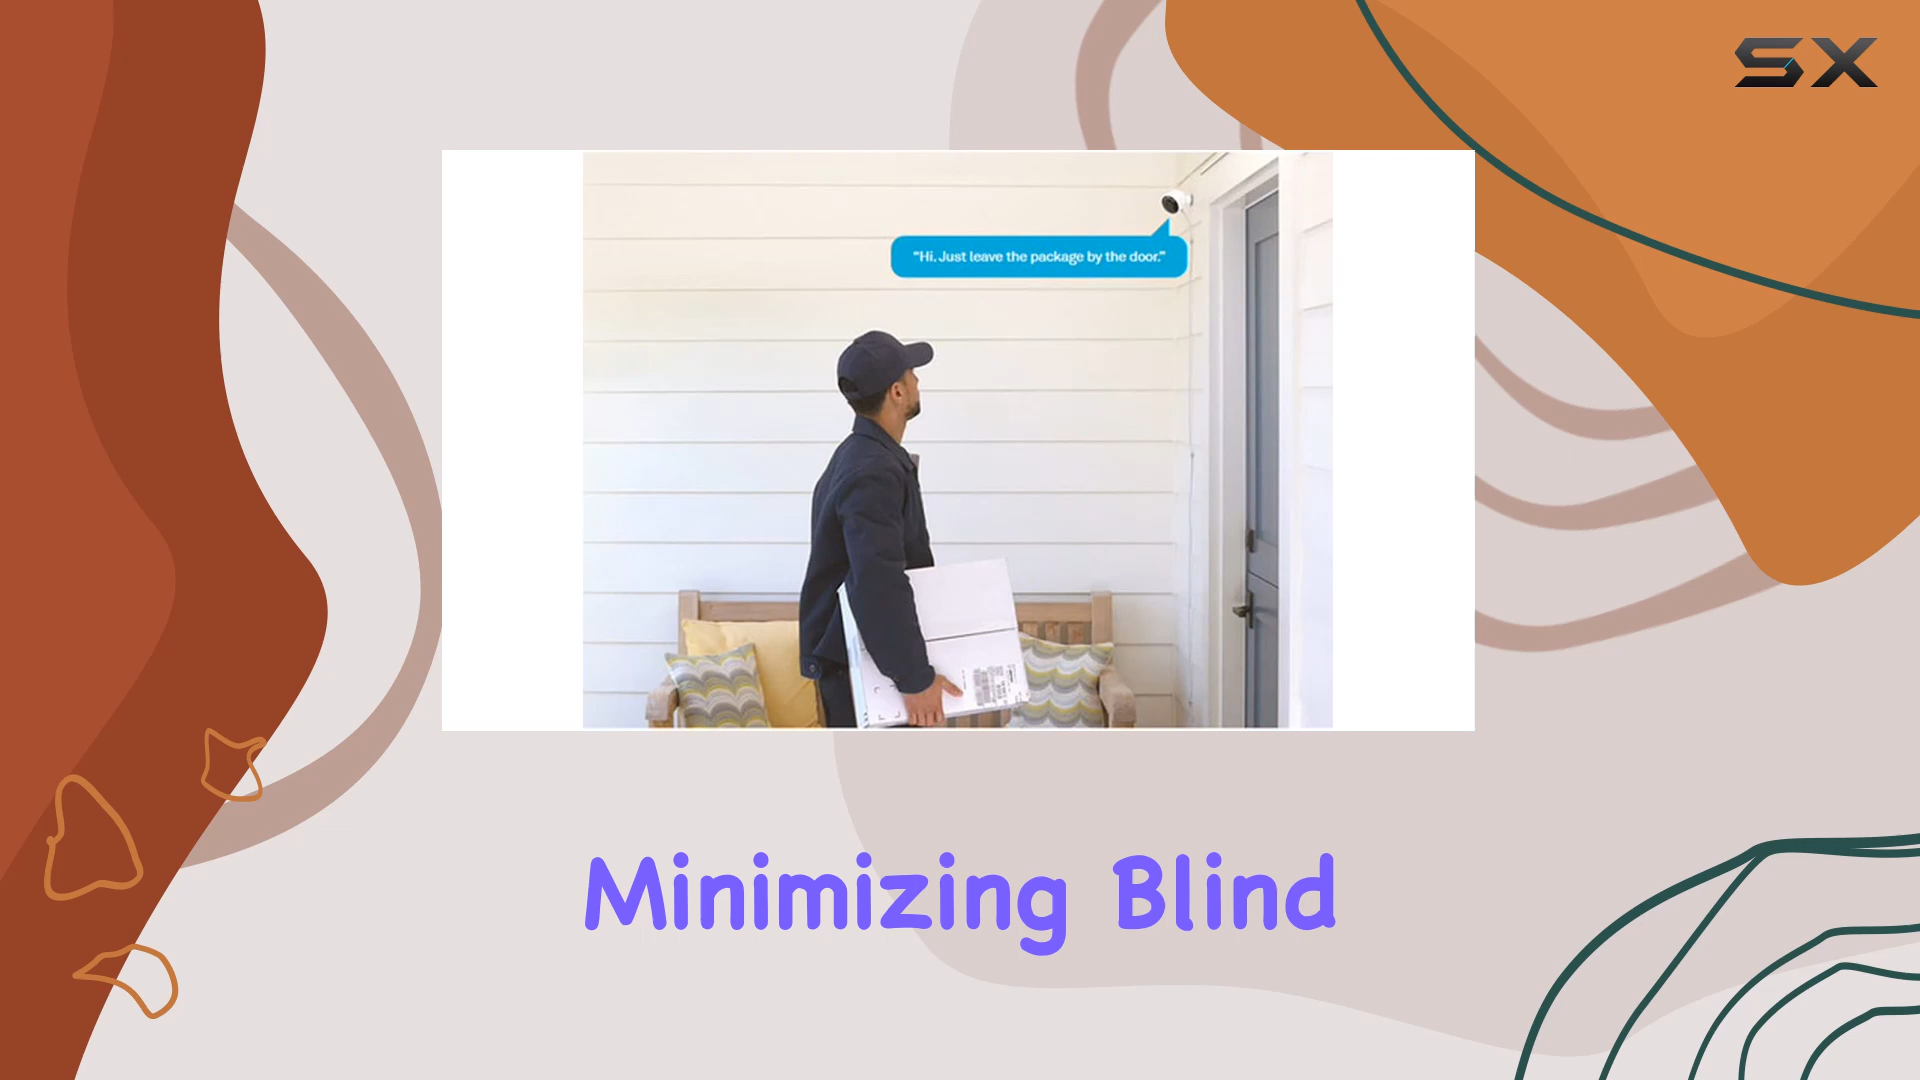 SX
“Hi. Just leave the package by the door.”
Minimizing Blind